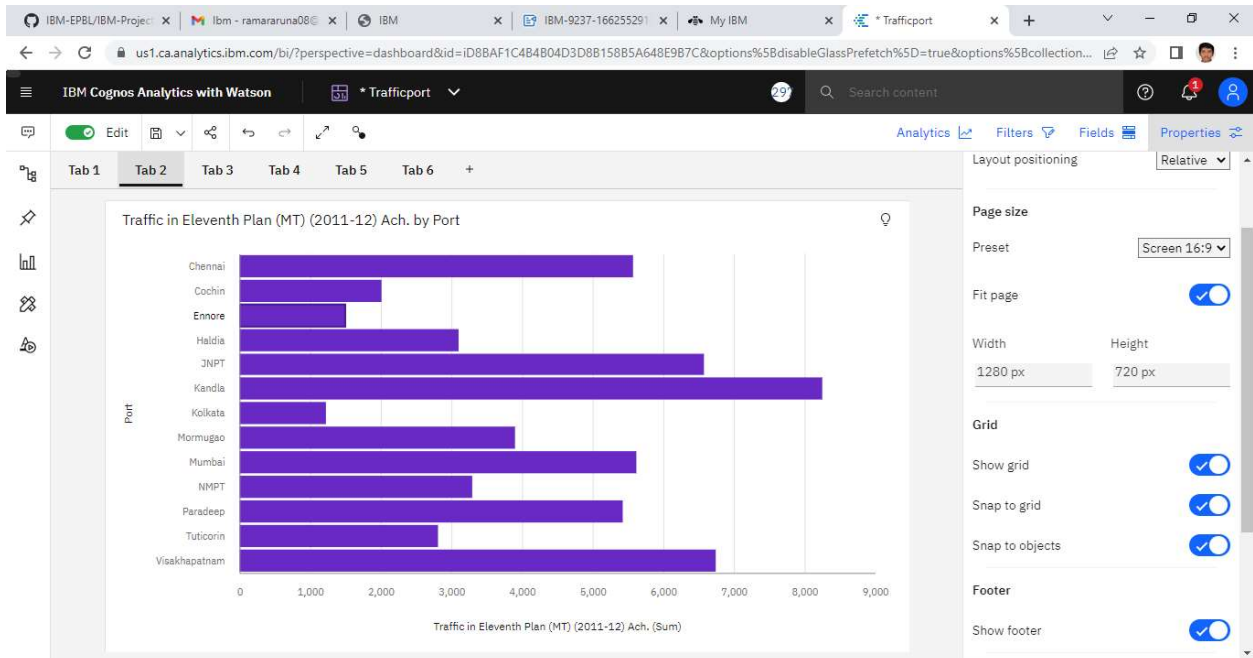 IBM-EPBL/IBM-Project
Ibm - ramararuna08@
IBM
IBM-9237-166255291
My IBM
* Trafficport
us1.ca.analytics.ibm.com/bi/?perspective=dashboard&id=iD8BAF1C4B4B04D3D8B158B5A648E9B7C&options%5BdisableGlassPrefetch%5D=true&options%5Bcollection...
IBM Cognos Analytics with Watson
* Trafficport
29
Search content
1
Edit
Analytics
Filters
Fields
Properties
Tab 1
Tab 2
Tab 3
Tab 4
Tab 5
Tab 6
Layout positioning
Relative
Traffic in Eleventh Plan (MT) (2011-12) Ach. by Port
Port
Chennai
Cochin
Ennore
Haldia
JNPT
Kandla
Kolkata
Mormugao
Mumbai
NMPT
Paradeep
Tuticorin
Visakhapatnam
0 1,000 2,000 3,000 4,000 5,000 6,000 7,000 8,000 9,000
Traffic in Eleventh Plan (MT) (2011-12) Ach. (Sum)
Page size
Preset
Screen 16:9
Fit page
Width Height
1280 px 720 px
Grid
Show grid
Snap to grid
Snap to objects
Footer
Show footer